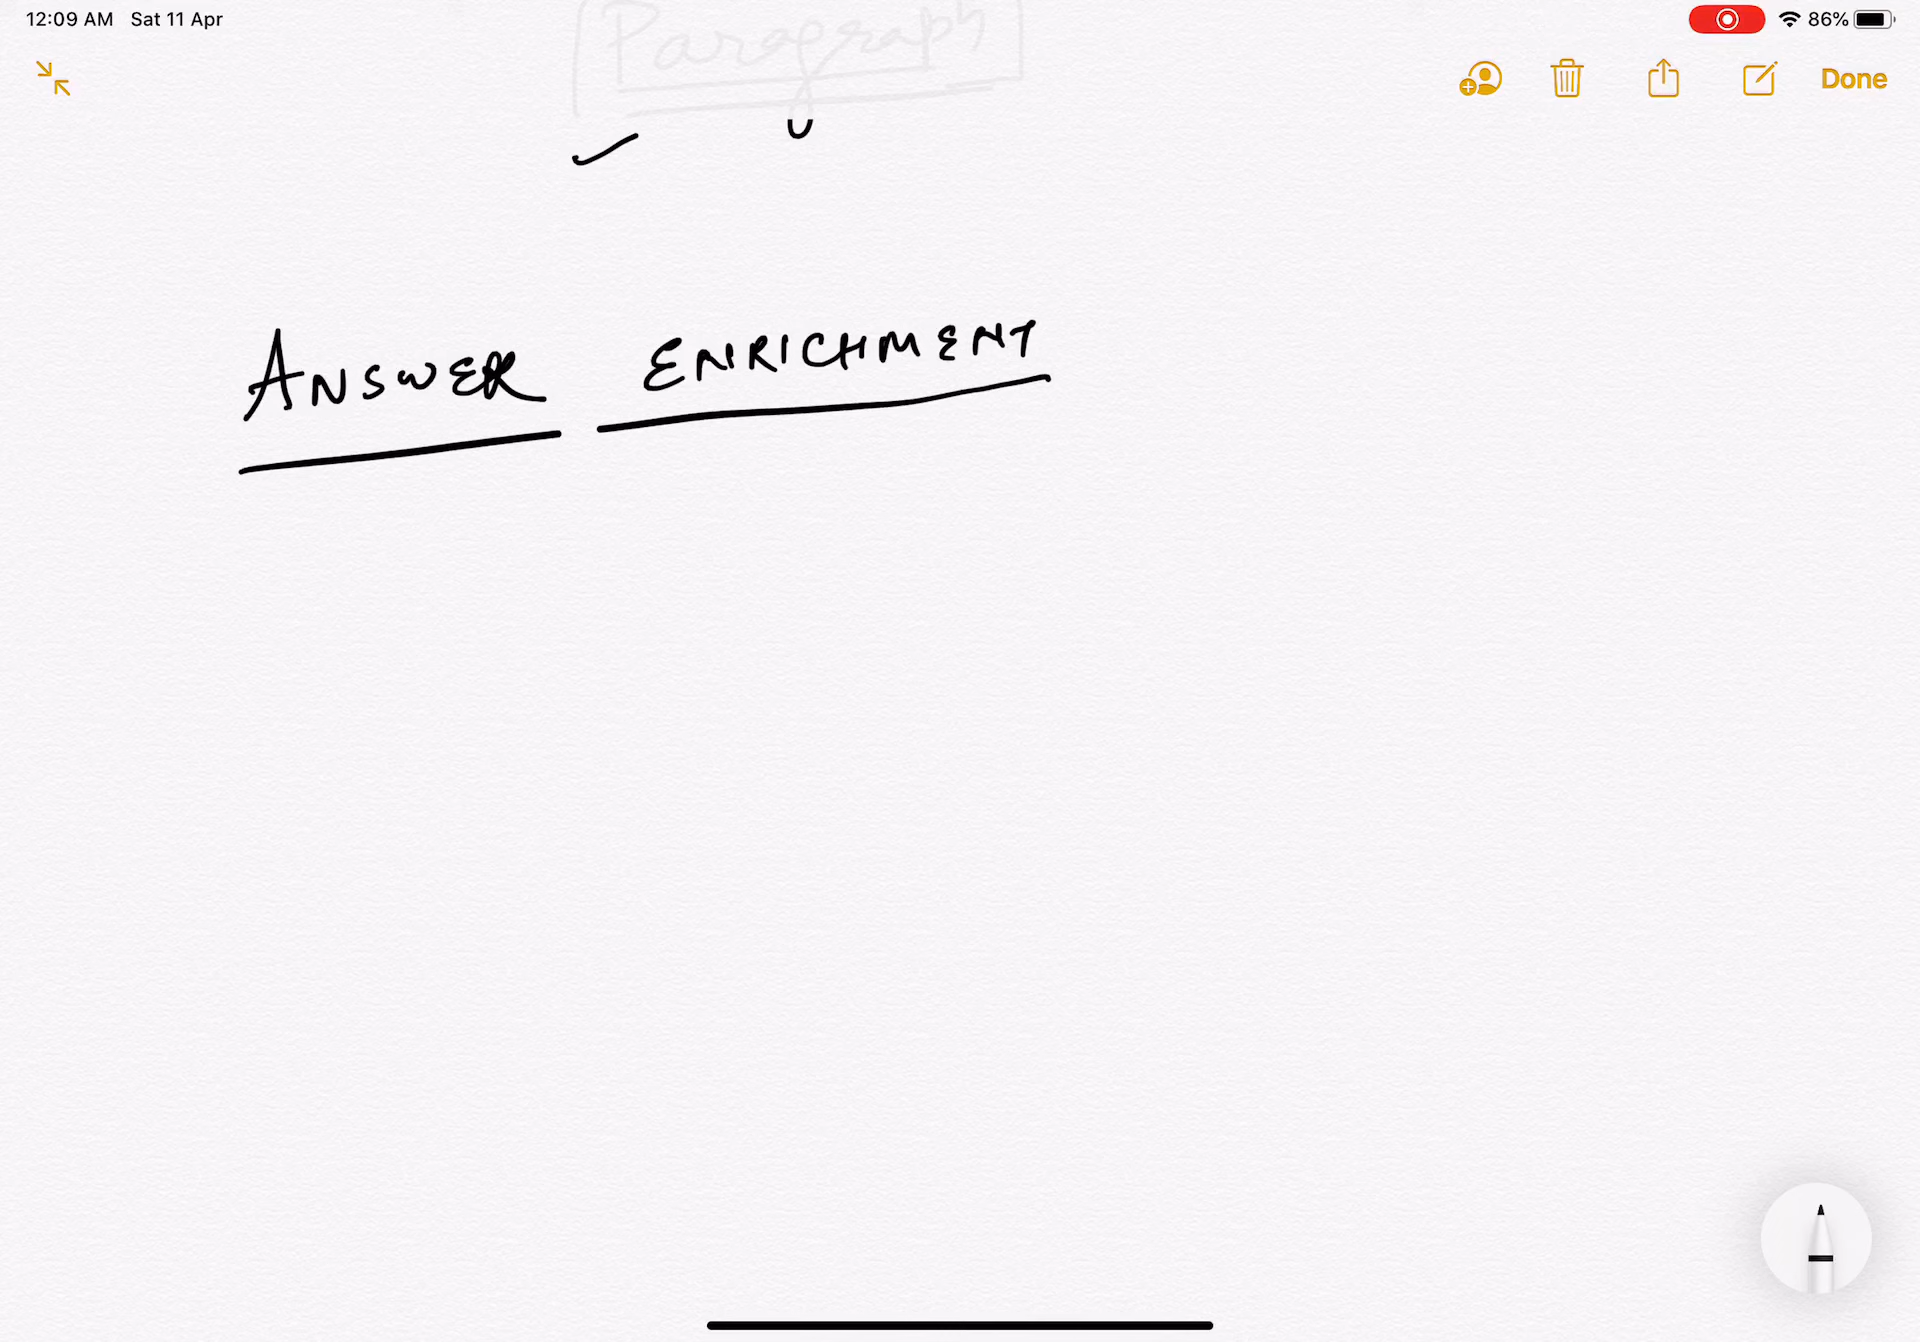 12:09 AM Sat 11 Apr
86%
Paragraph
Done
ANSWER ENRICHMENT